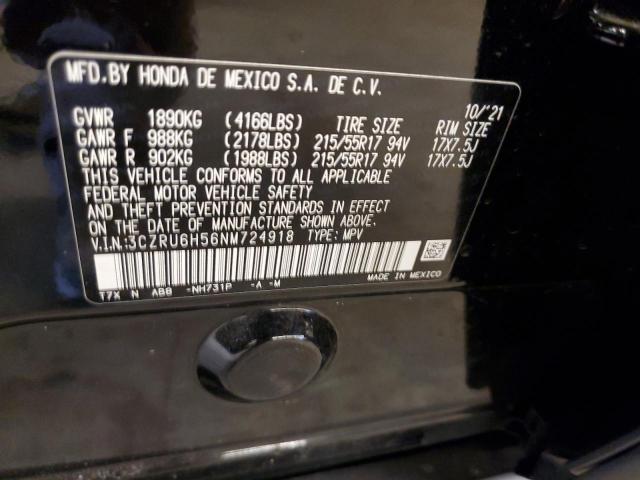 MFD.BY HONDA DE MEXICO S.A. DE C.V.
10/'21
GVWR 1890KG (4166LBS) TIRE SIZE RIM SIZE
GAWR F 988KG (2178LBS) 215/55R17 94V 17X7.5J
GAWR R 902KG (1988LBS) 215/55R17 94V 17X7.5J
THIS VEHICLE CONFORMS TO ALL APPLICABLE
FEDERAL MOTOR VEHICLE SAFETY
AND THEFT PREVENTION STANDARDS IN EFFECT
ON THE DATE OF MANUFACTURE SHOWN ABOVE.
V.I.N.:3CZRU6H56NM724918 TYPE: MPV
MADE IN MEXICO
T7X N ABB -NH731P -A -M